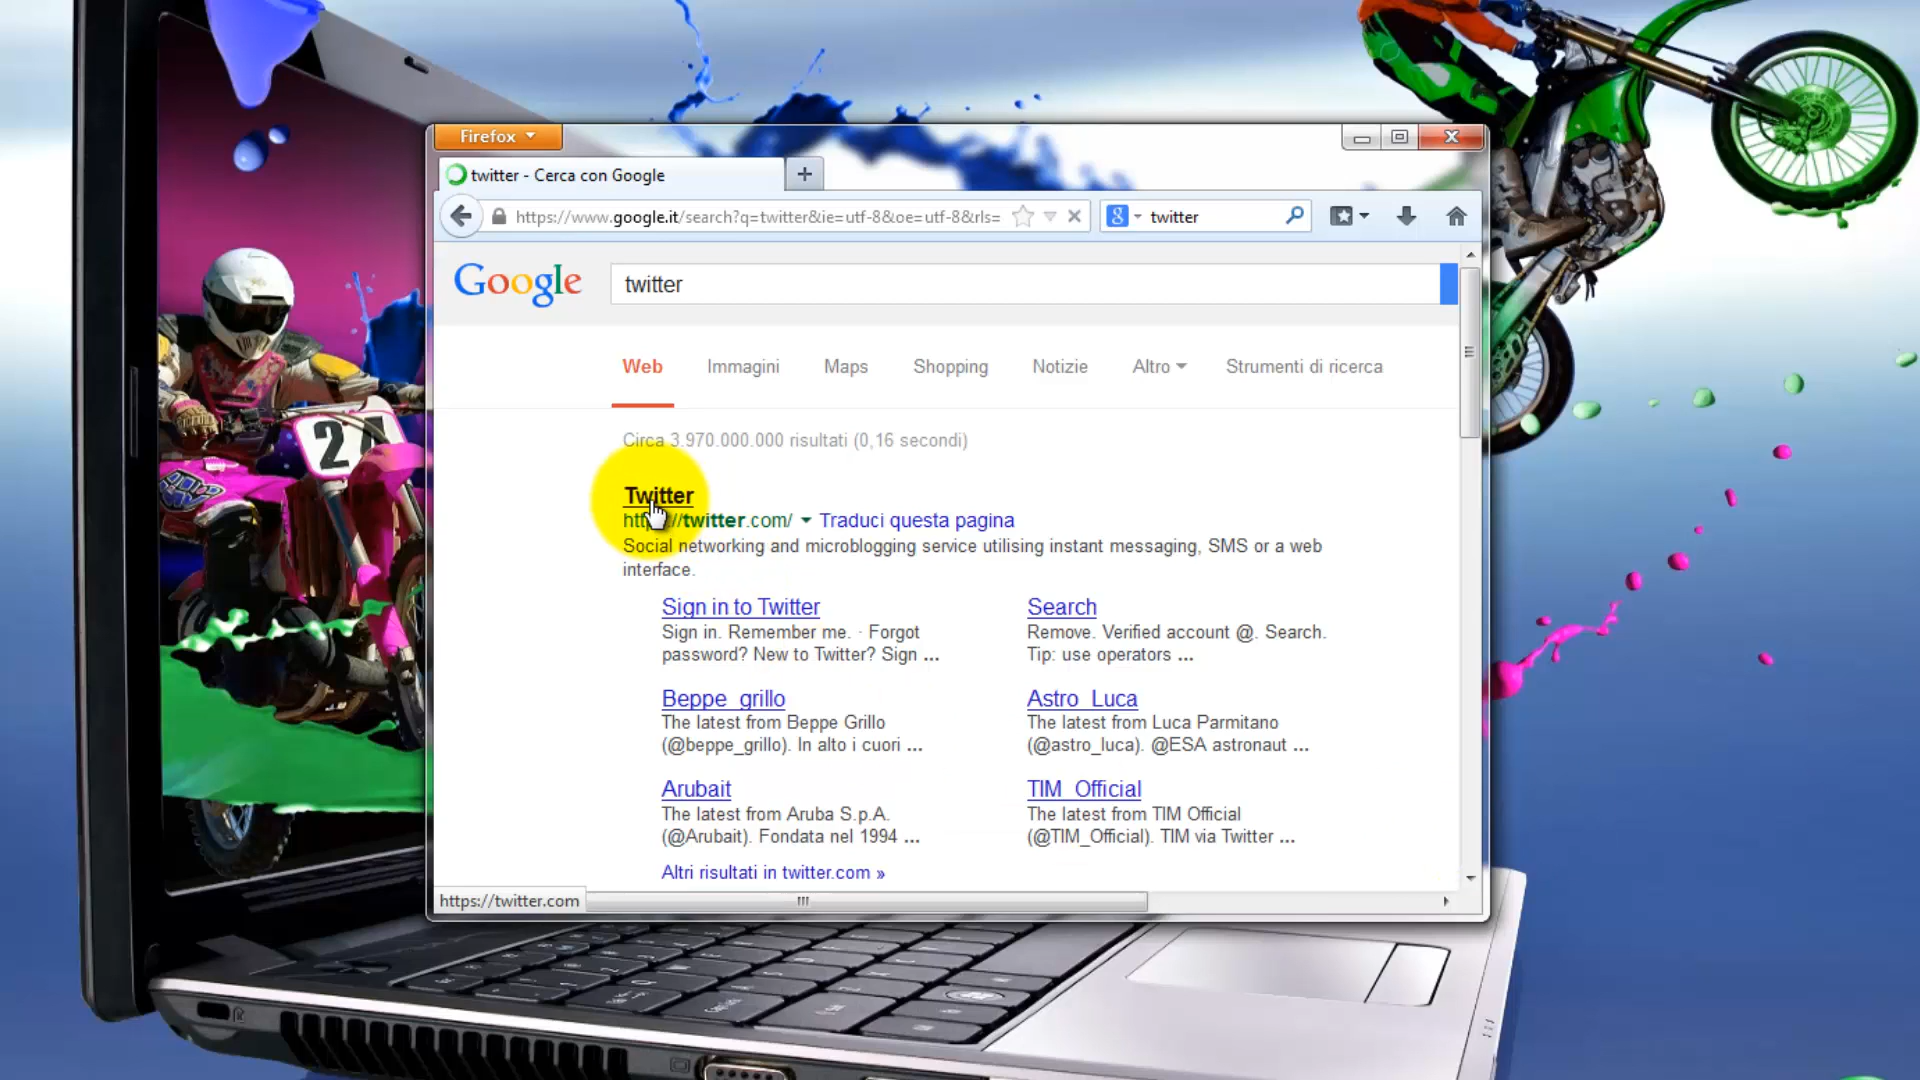 Firefox
twitter - Cerca con Google
https://www.google.it/search?q=twitter&ie=utf-8&oe=utf-8&rls=
twitter
Google
twitter
Web Immagini Maps Shopping Notizie Altro Strumenti di ricerca
Circa 3.970.000.000 risultati (0,16 secondi)
Twitter
https://twitter.com/ Traduci questa pagina
Social networking and microblogging service utilising instant messaging, SMS or a web
interface.
Sign in to Twitter
Sign in. Remember me. · Forgot
password? New to Twitter? Sign ...
Search
Remove. Verified account @. Search.
Tip: use operators ...
Beppe_grillo
The latest from Beppe Grillo
(@beppe_grillo). In alto i cuori ...
Astro_Luca
The latest from Luca Parmitano
(@astro_luca). @ESA astronaut ...
Arubait
The latest from Aruba S.p.A.
(@Arubait). Fondata nel 1994 ...
TIM_Official
The latest from TIM Official
(@TIM_Official). TIM via Twitter ...
Altri risultati in twitter.com »
https://twitter.com
24